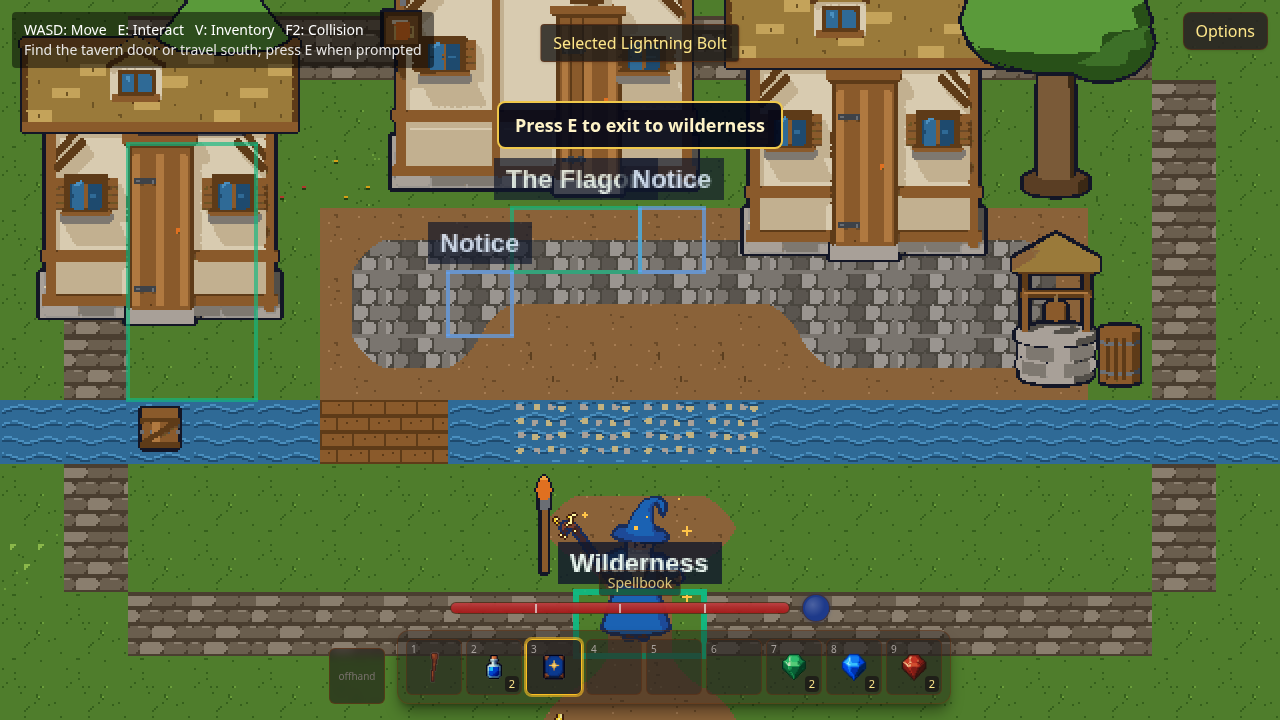 WASD: Move E: Interact V: Inventory F2: Collision
Find the tavern door or travel south; press E when prompted
Selected Lightning Bolt
Options
Press E to exit to wilderness
The Flago
Notice
Notice
Wilderness
Spellbook
offhand
1 2 3 4 5 6 7 8 9
2 2 2 2